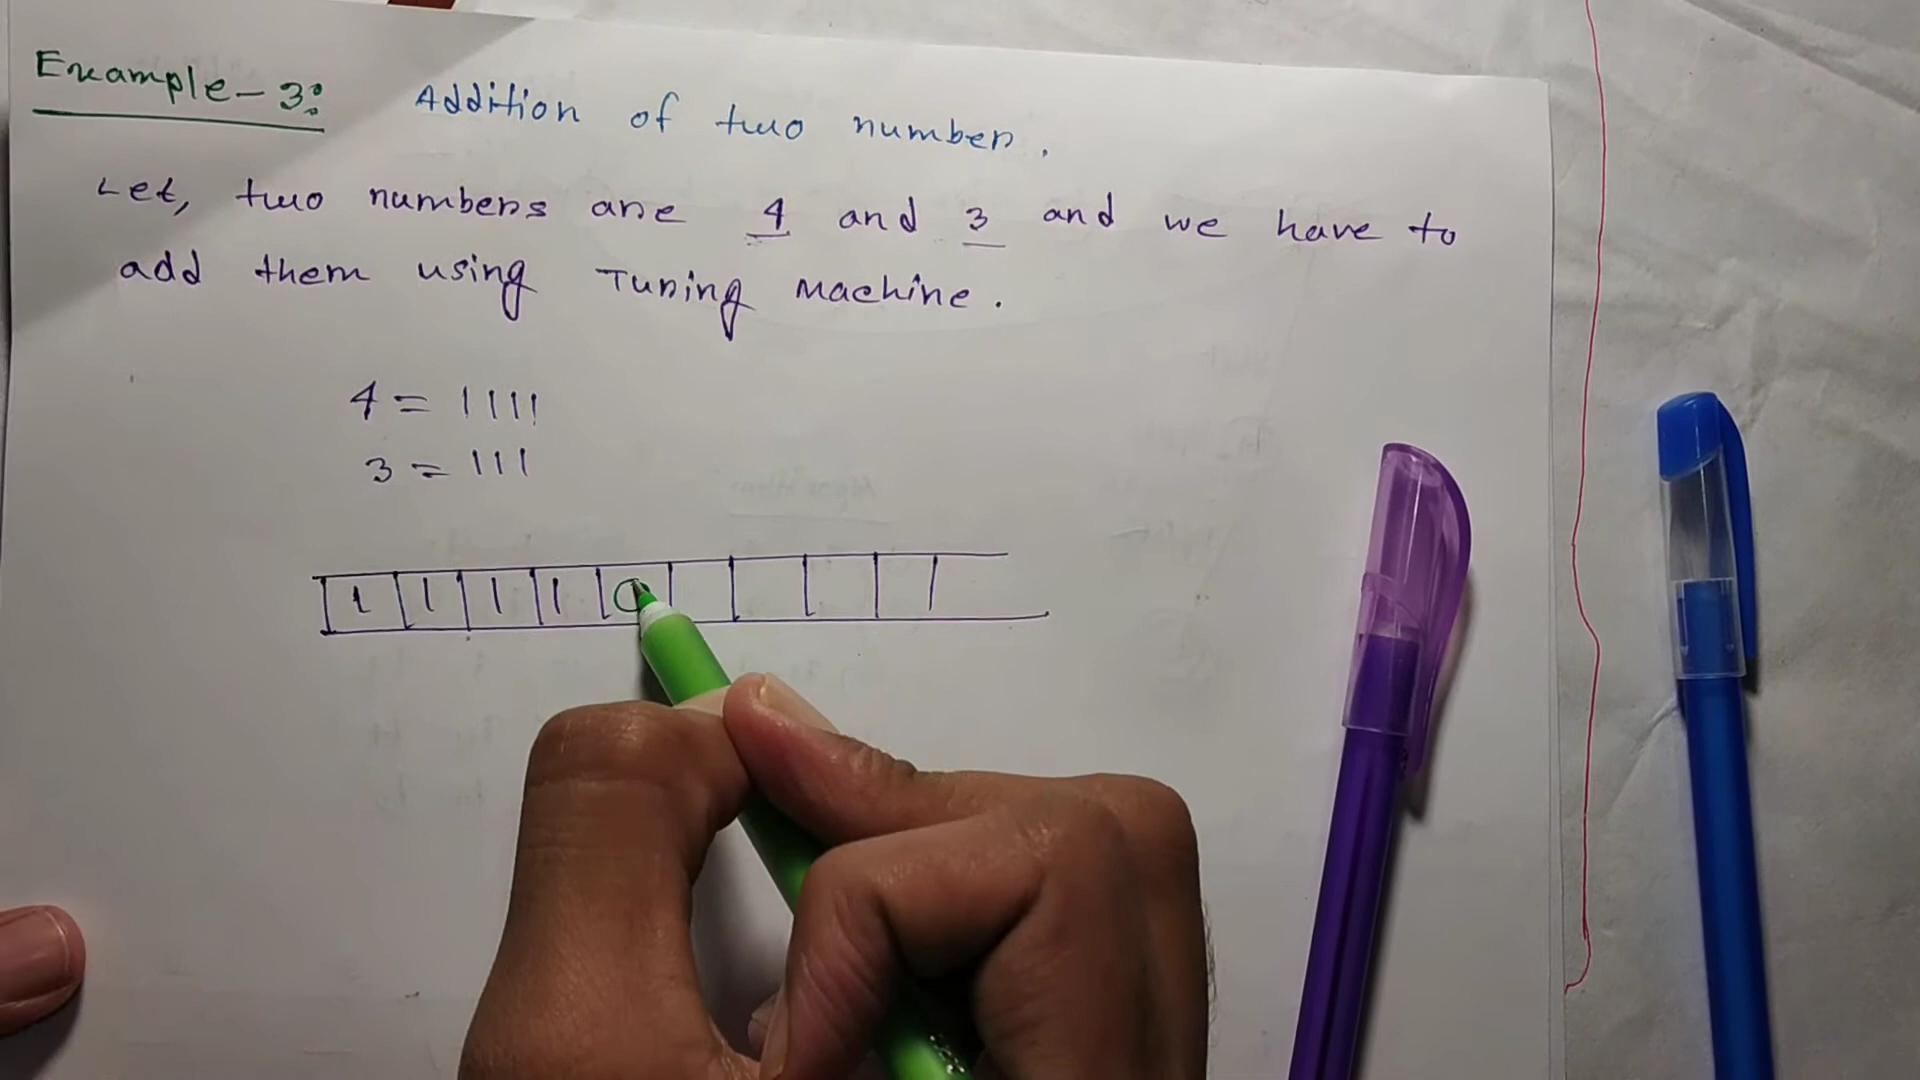 Example-3:
Addition of two number.
Let, two numbers are 4 and 3 and we have to
add them using Turing Machine.
4 = 1111
3 = 111
1 1 1 1 0